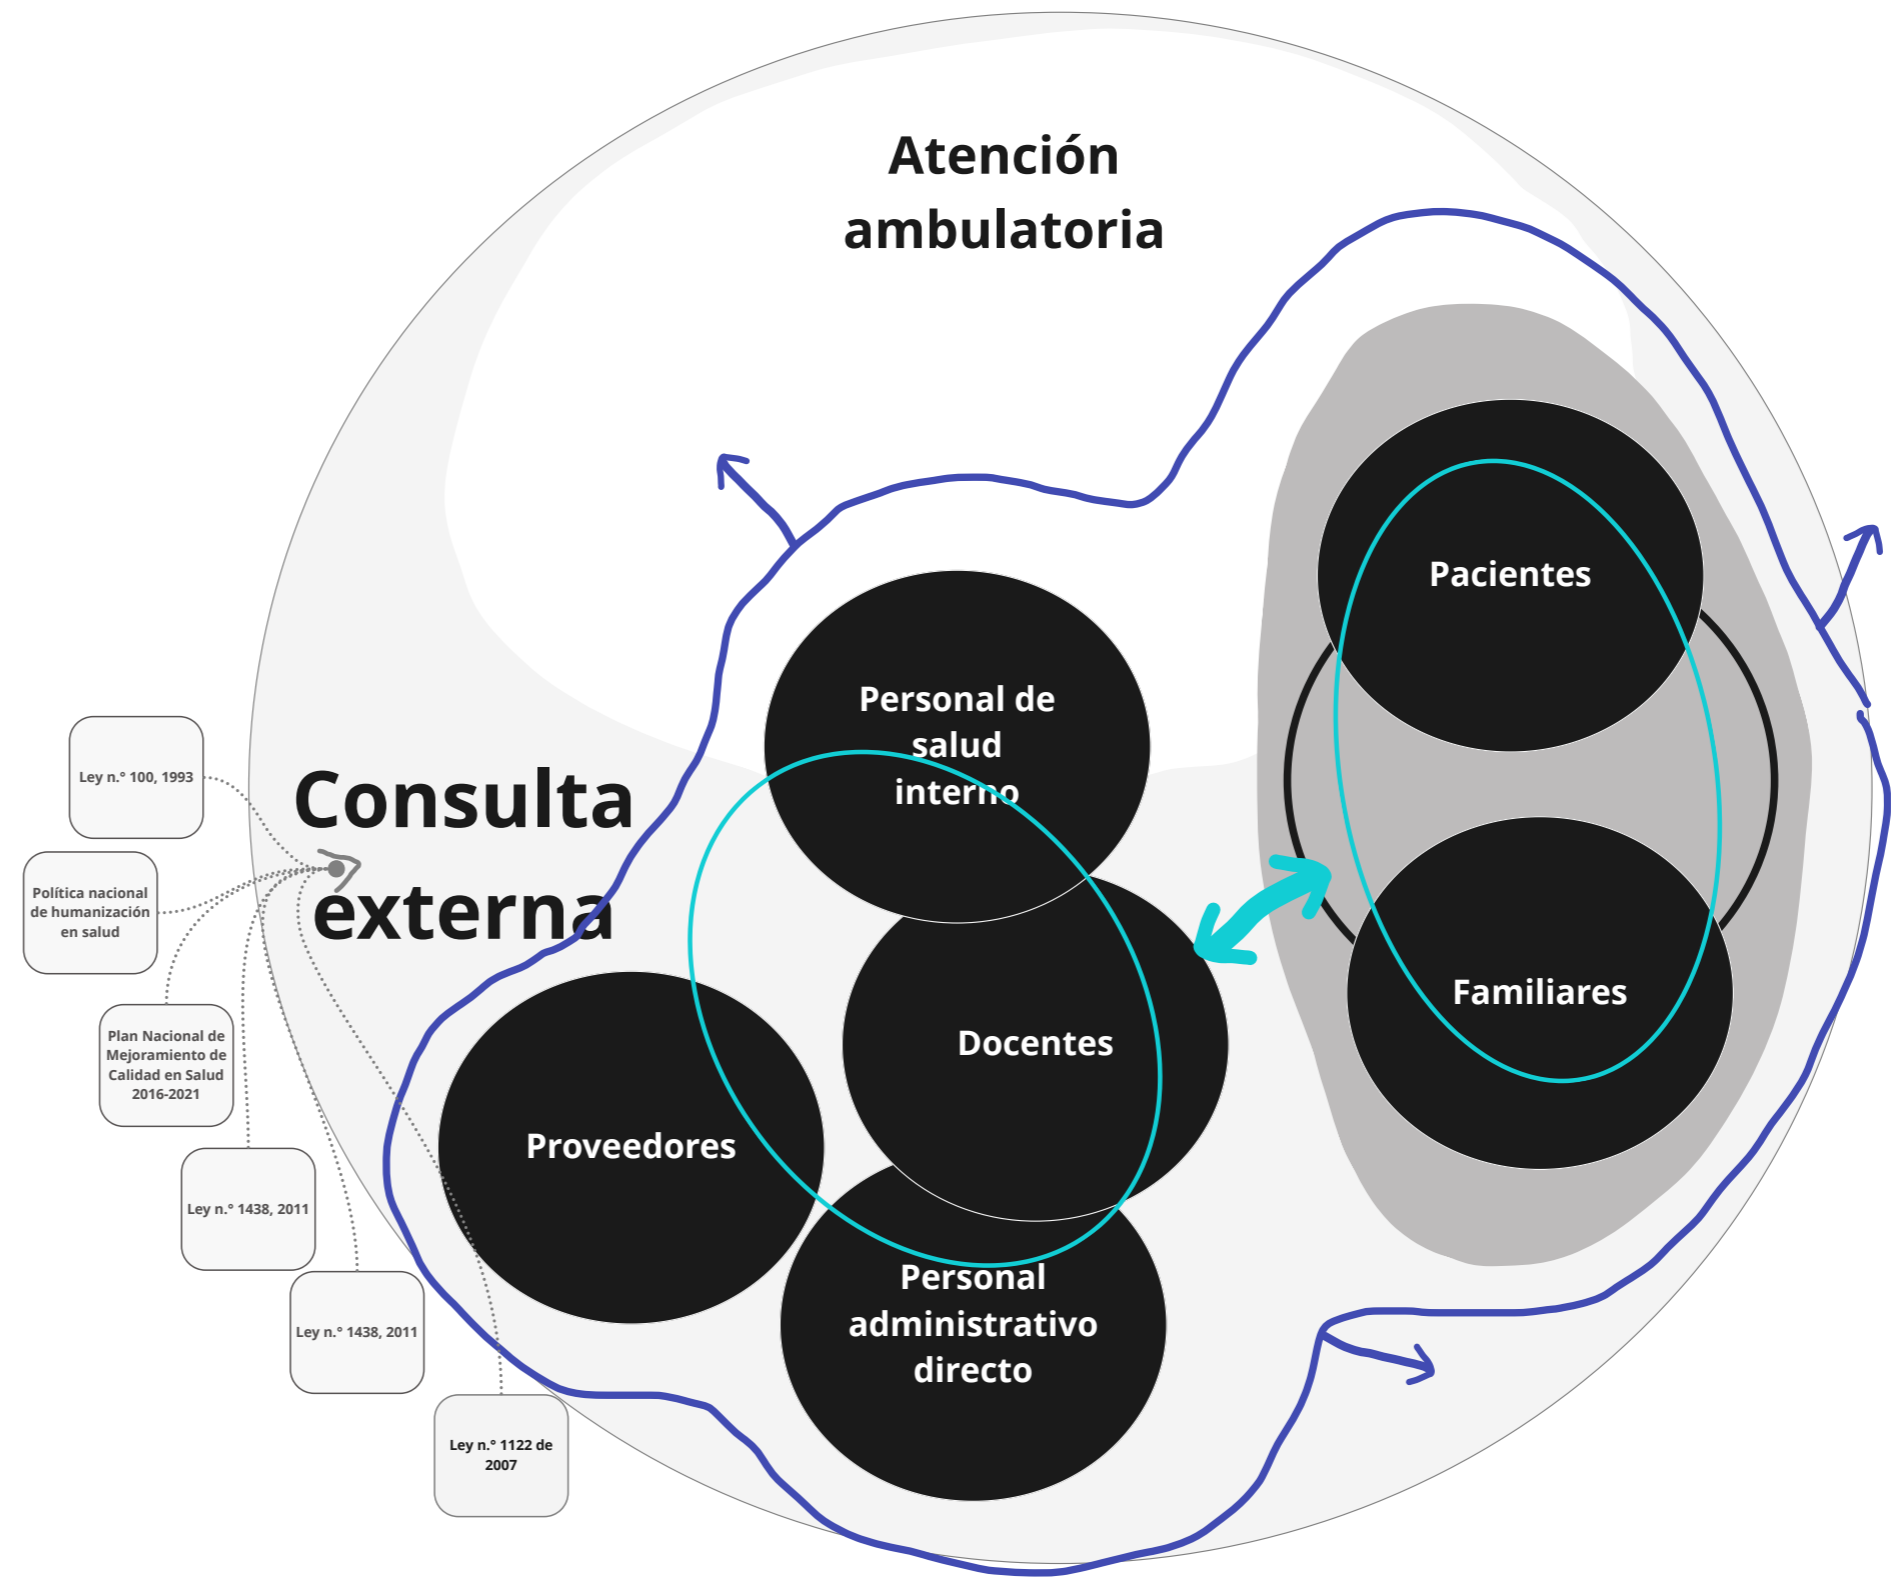 Atención
ambulatoria
Pacientes
Personal de
salud
interno
Consulta
externa
Ley n.° 100, 1993
Política nacional
de humanización
en salud
Familiares
Docentes
Plan Nacional de
Mejoramiento de
Calidad en Salud
2016-2021
Proveedores
Ley n.° 1438, 2011
Personal
administrativo
directo
Ley n.° 1438, 2011
Ley n.° 1122 de
2007